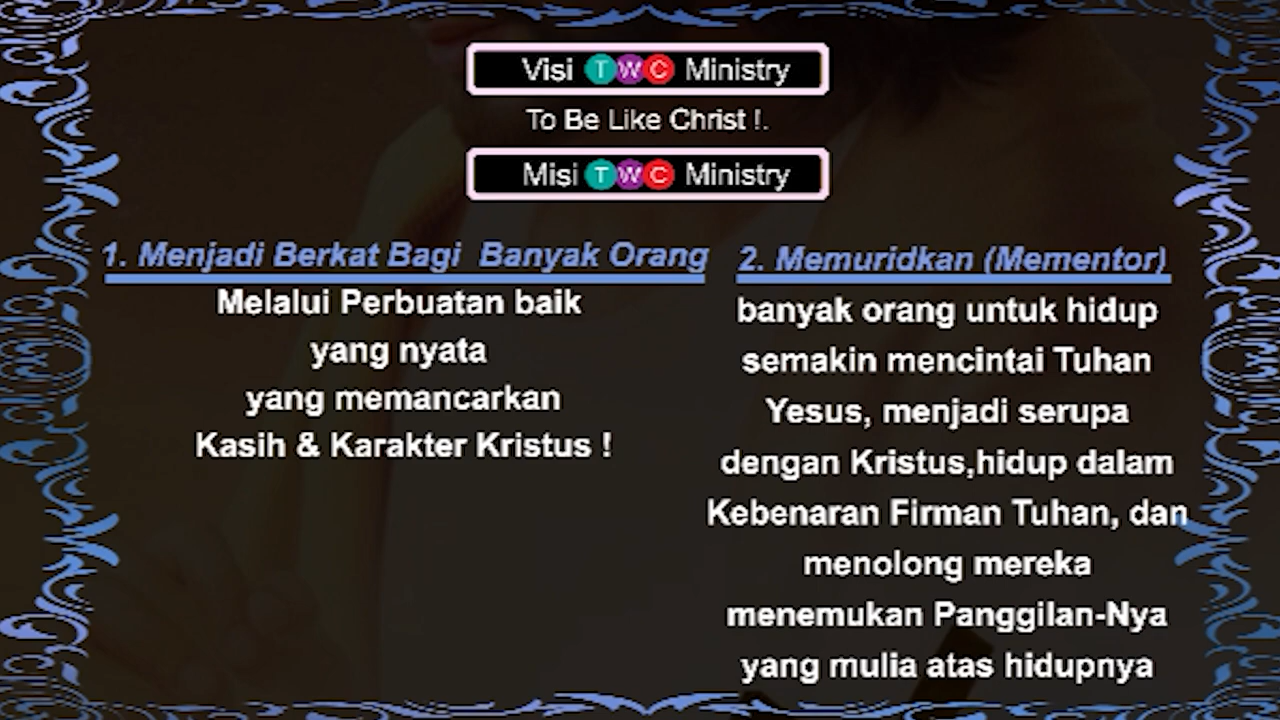 Visi TWC Ministry
To Be Like Christ !.
Misi TWC Ministry
1. Menjadi Berkat Bagi Banyak Orang
Melalui Perbuatan baik
yang nyata
yang memancarkan
Kasih & Karakter Kristus !
2. Memuridkan (Mementor)
banyak orang untuk hidup
semakin mencintai Tuhan
Yesus, menjadi serupa
dengan Kristus,hidup dalam
Kebenaran Firman Tuhan, dan
menolong mereka
menemukan Panggilan-Nya
yang mulia atas hidupnya